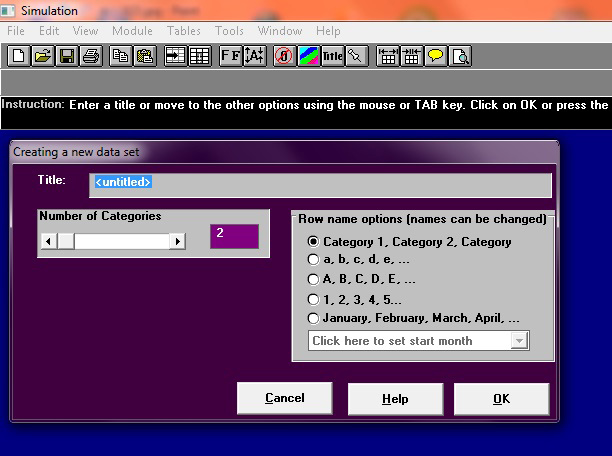 Simulation
File Edit View Module Tables Tools Window Help
FF A Title
Instruction: Enter a title or move to the other options using the mouse or TAB key. Click on OK or press the
Creating a new data set
Title: <untitled>
Number of Categories
2
Row name options (names can be changed)
Category 1, Category 2, Category
a, b, c, d, e, ...
A, B, C, D, E, ...
1, 2, 3, 4, 5...
January, February, March, April, ...
Click here to set start month
Cancel Help OK